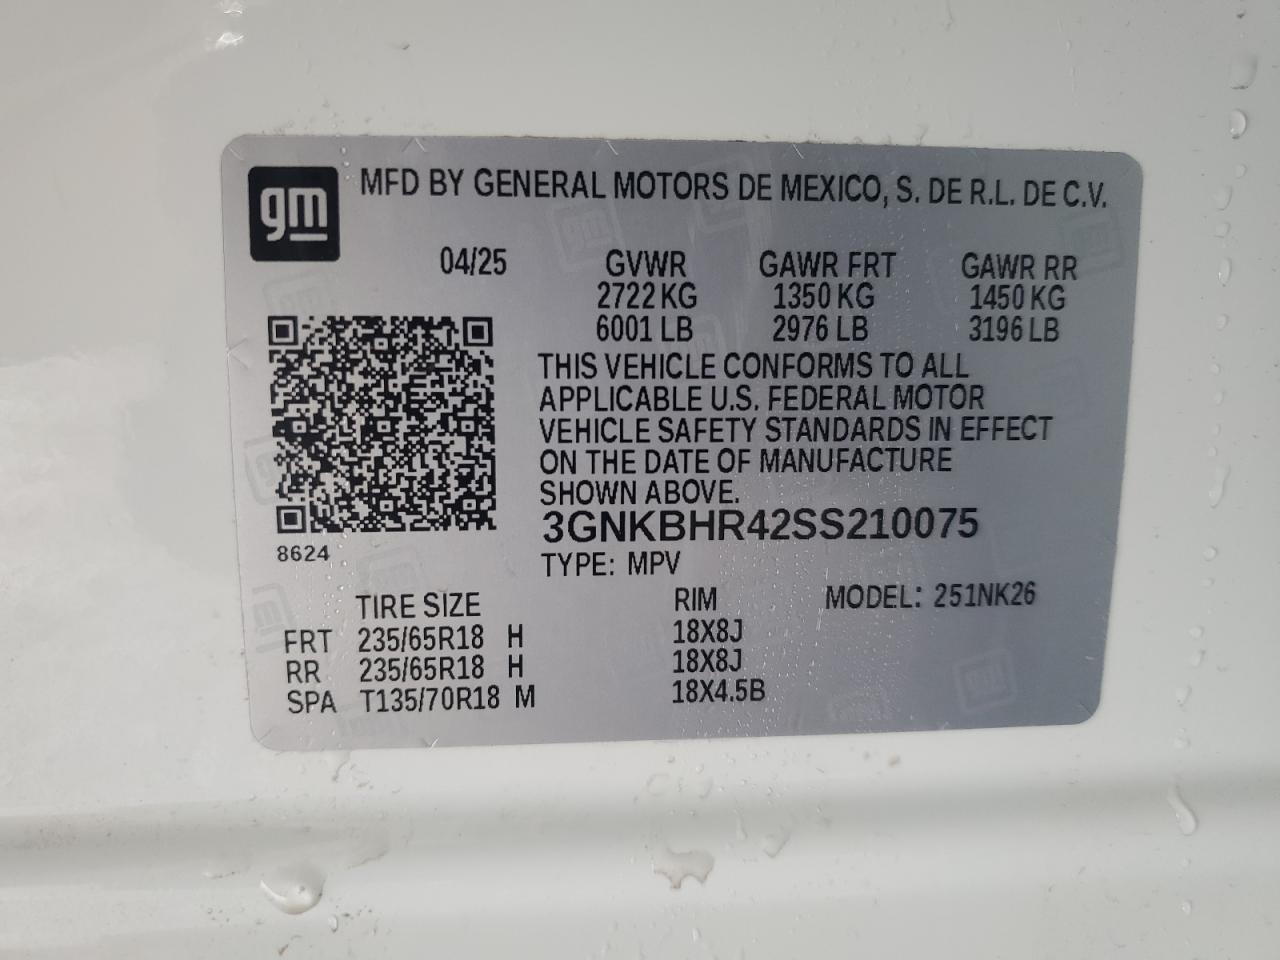 gm
MFD BY GENERAL MOTORS DE MEXICO, S. DE R.L. DE C.V.
04/25 GVWR GAWR FRT GAWR RR
2722 KG 1350 KG 1450 KG
6001 LB 2976 LB 3196 LB
THIS VEHICLE CONFORMS TO ALL
APPLICABLE U.S. FEDERAL MOTOR
VEHICLE SAFETY STANDARDS IN EFFECT
ON THE DATE OF MANUFACTURE
SHOWN ABOVE.
3GNKBHR42SS210075
8624
TYPE: MPV
TIRE SIZE RIM MODEL: 251NK26
FRT 235/65R18 H 18X8J
RR 235/65R18 H 18X8J
SPA T135/70R18 M 18X4.5B